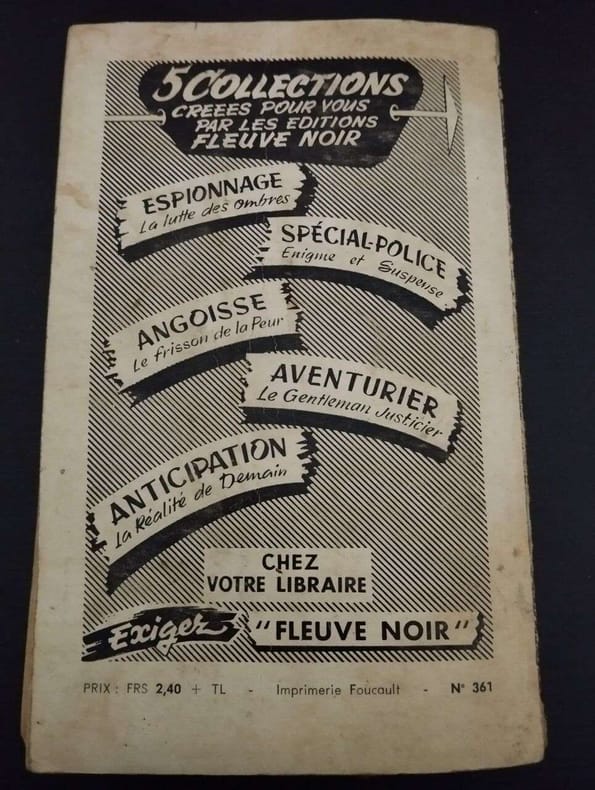 5 COLLECTIONS
CREEES POUR VOUS
PAR LES EDITIONS
FLEUVE NOIR
ESPIONNAGE
La lutte des ombres
SPÉCIAL-POLICE
Enigme et Suspense
ANGOISSE
Le frisson de la Peur
AVENTURIER
Le Gentleman Justicier
ANTICIPATION
La Réalité de Demain
CHEZ
VOTRE LIBRAIRE
Exigez "FLEUVE NOIR"
PRIX : FRS 2,40 + TL - Imprimerie Foucault - N° 361